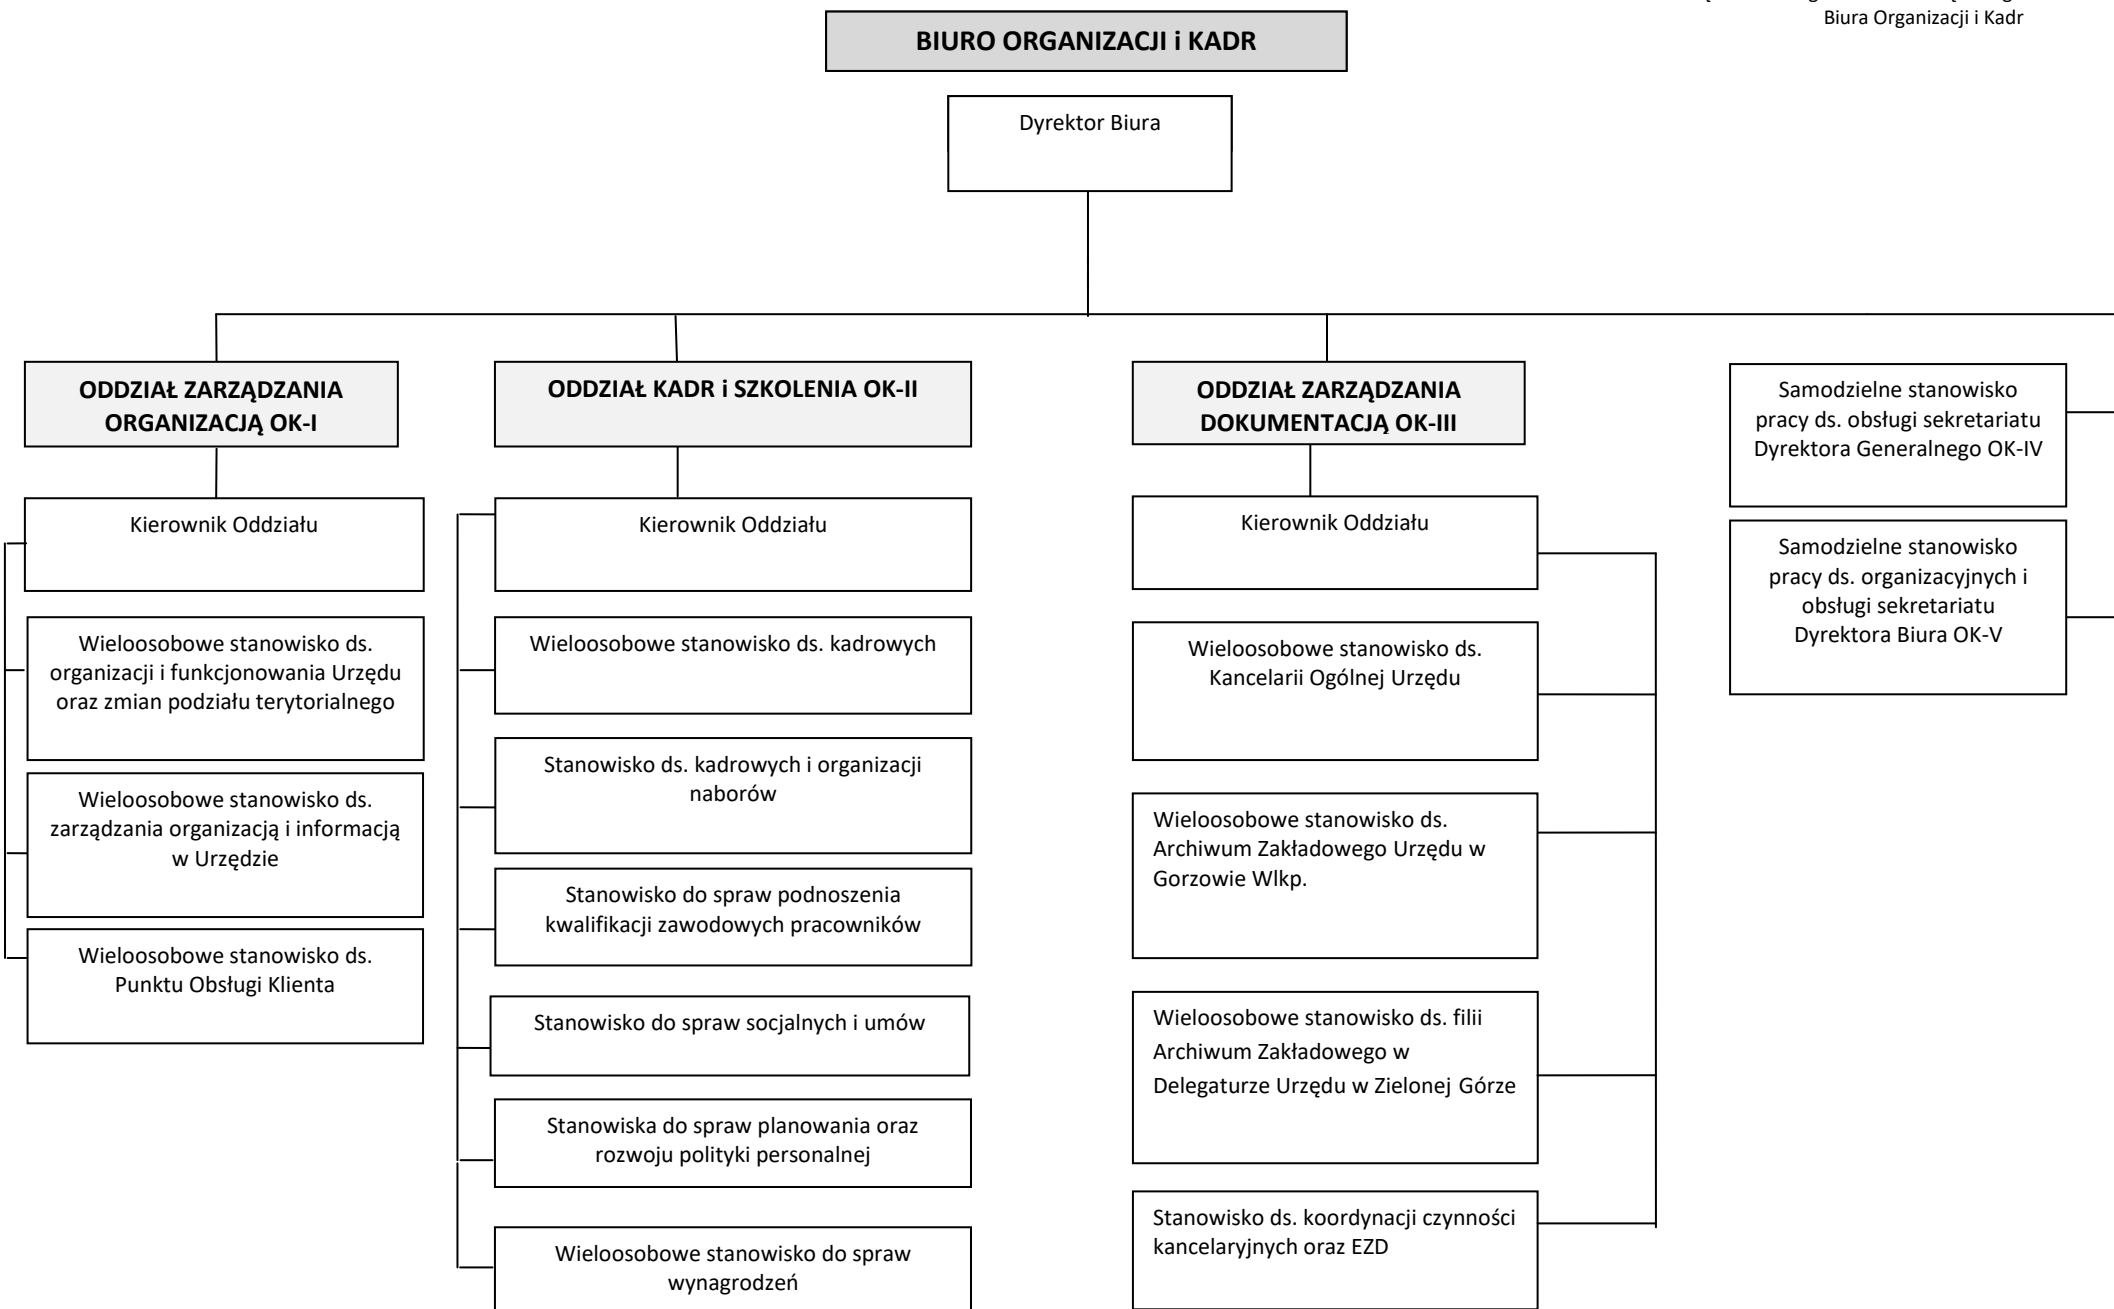 Biura Organizacji i Kadr
BIURO ORGANIZACJI i KADR
Dyrektor Biura
ODDZIAŁ ZARZĄDZANIA
ORGANIZACJĄ OK-I
Kierownik Oddziału
Wieloosobowe stanowisko ds.
organizacji i funkcjonowania Urzędu
oraz zmian podziału terytorialnego
Wieloosobowe stanowisko ds.
zarządzania organizacją i informacją
w Urzędzie
Wieloosobowe stanowisko ds.
Punktu Obsługi Klienta
ODDZIAŁ KADR i SZKOLENIA OK-II
Kierownik Oddziału
Wieloosobowe stanowisko ds. kadrowych
Stanowisko ds. kadrowych i organizacji
naborów
Stanowisko do spraw podnoszenia
kwalifikacji zawodowych pracowników
Stanowisko do spraw socjalnych i umów
Stanowiska do spraw planowania oraz
rozwoju polityki personalnej
Wieloosobowe stanowisko do spraw
wynagrodzeń
ODDZIAŁ ZARZĄDZANIA
DOKUMENTACJĄ OK-III
Kierownik Oddziału
Wieloosobowe stanowisko ds.
Kancelarii Ogólnej Urzędu
Wieloosobowe stanowisko ds.
Archiwum Zakładowego Urzędu w
Gorzowie Wlkp.
Wieloosobowe stanowisko ds. filii
Archiwum Zakładowego w
Delegaturze Urzędu w Zielonej Górze
Stanowisko ds. koordynacji czynności
kancelaryjnych oraz EZD
Samodzielne stanowisko
pracy ds. obsługi sekretariatu
Dyrektora Generalnego OK-IV
Samodzielne stanowisko
pracy ds. organizacyjnych i
obsługi sekretariatu
Dyrektora Biura OK-V